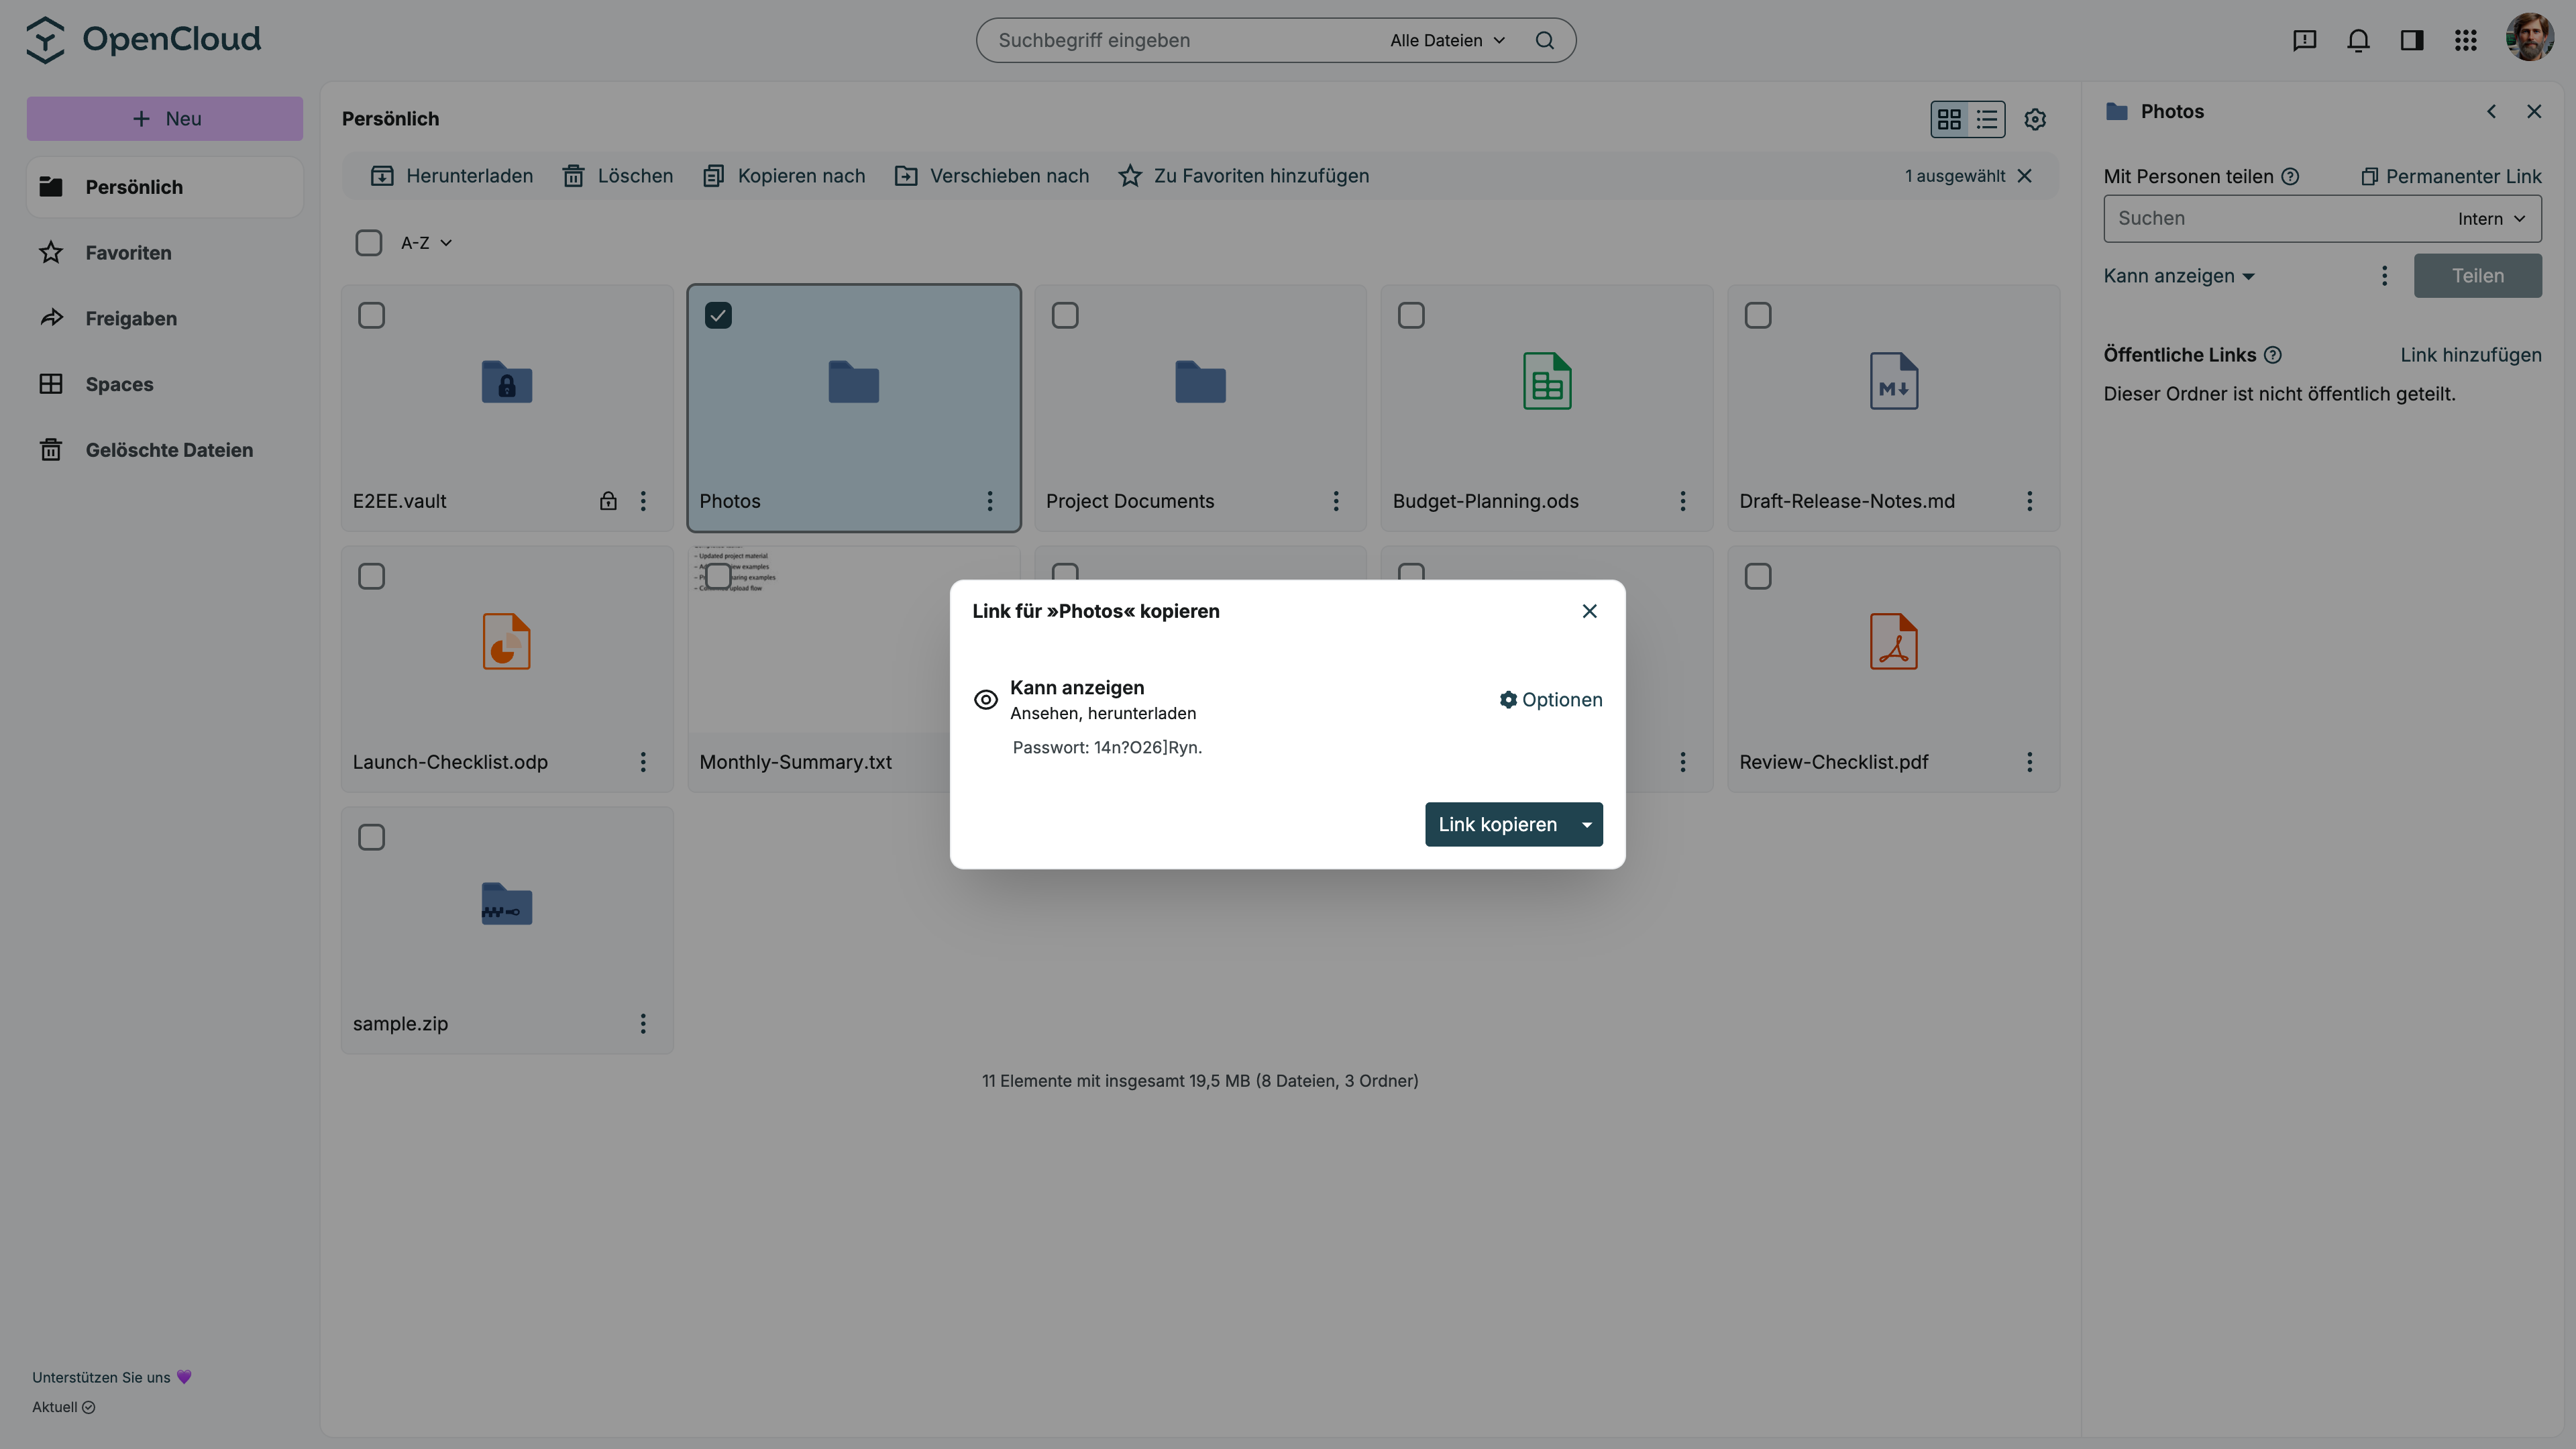 OpenCloud
Suchbegriff eingeben
Alle Dateien
Neu
Persönlich
Favoriten
Freigaben
Spaces
Gelöschte Dateien
Unterstützen Sie uns 💜
Aktuell
Persönlich
Herunterladen
Löschen
Kopieren nach
Verschieben nach
Zu Favoriten hinzufügen
1 ausgewählt
A-Z
E2EE.vault
Photos
Project Documents
Budget-Planning.ods
M
Draft-Release-Notes.md
Launch-Checklist.odp
– Updated project material
Monthly-Summary.txt
Review-Checklist.pdf
sample.zip
11 Elemente mit insgesamt 19,5 MB (8 Dateien, 3 Ordner)
Link für »Photos« kopieren
Kann anzeigen
Ansehen, herunterladen
Optionen
Passwort: 14n?O26]Ryn.
Link kopieren
Photos
Mit Personen teilen
Permanenter Link
Suchen
Intern
Kann anzeigen
Teilen
Öffentliche Links
Link hinzufügen
Dieser Ordner ist nicht öffentlich geteilt.